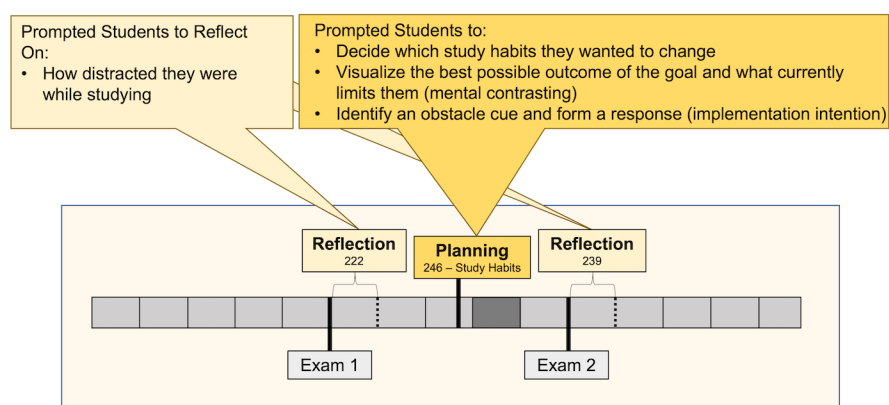 Prompted Students to Reflect
On:
• How distracted they were
while studying
Prompted Students to:
• Decide which study habits they wanted to change
• Visualize the best possible outcome of the goal and what currently
limits them (mental contrasting)
• Identify an obstacle cue and form a response (implementation intention)
Reflection
222
Planning
246 – Study Habits
Reflection
239
Exam 1
Exam 2